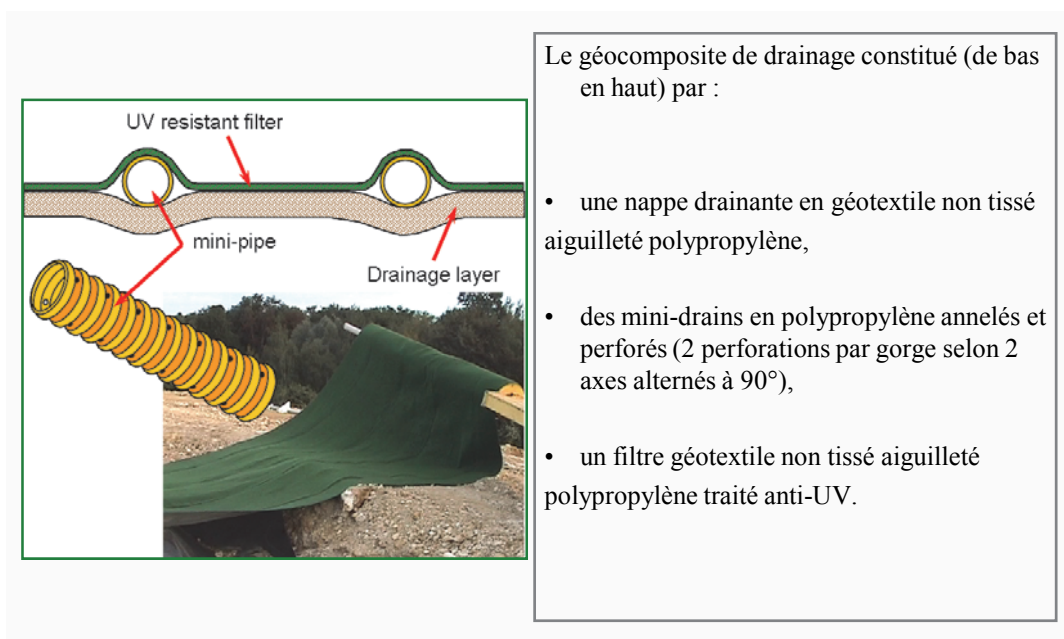 UV resistant filter
mini-pipe
Drainage layer
Le géocomposite de drainage constitué (de bas
en haut) par :
• une nappe drainante en géotextile non tissé
aiguilleté polypropylène,
• des mini-drains en polypropylène annelés et
perforés (2 perforations par gorge selon 2
axes alternés à 90°),
• un filtre géotextile non tissé aiguilleté
polypropylène traité anti-UV.